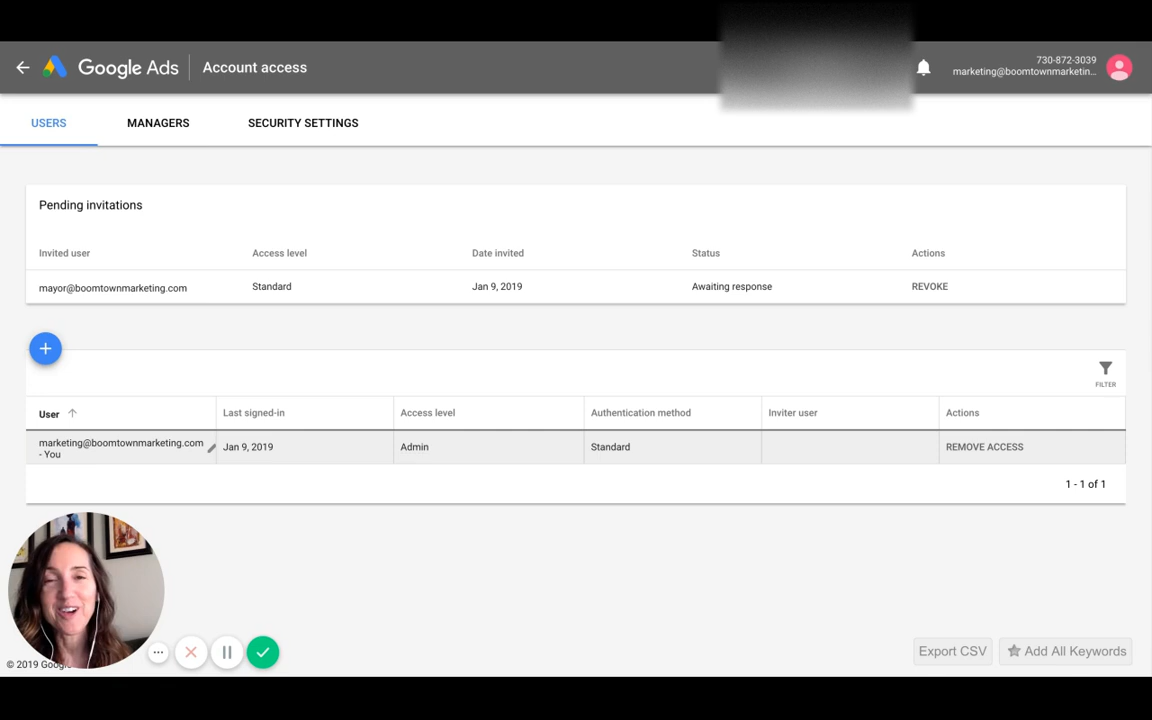 Google Ads Account access
730-872-3039
marketing@boomtownmarketin...
USERS MANAGERS SECURITY SETTINGS
Pending invitations
Invited user Access level Date invited Status Actions
mayor@boomtownmarketing.com Standard Jan 9, 2019 Awaiting response REVOKE
+
FILTER
User Last signed-in Access level Authentication method Inviter user Actions
marketing@boomtownmarketing.com Jan 9, 2019 Admin Standard REMOVE ACCESS
- You
1 - 1 of 1
Export CSV Add All Keywords
© 2019 Google